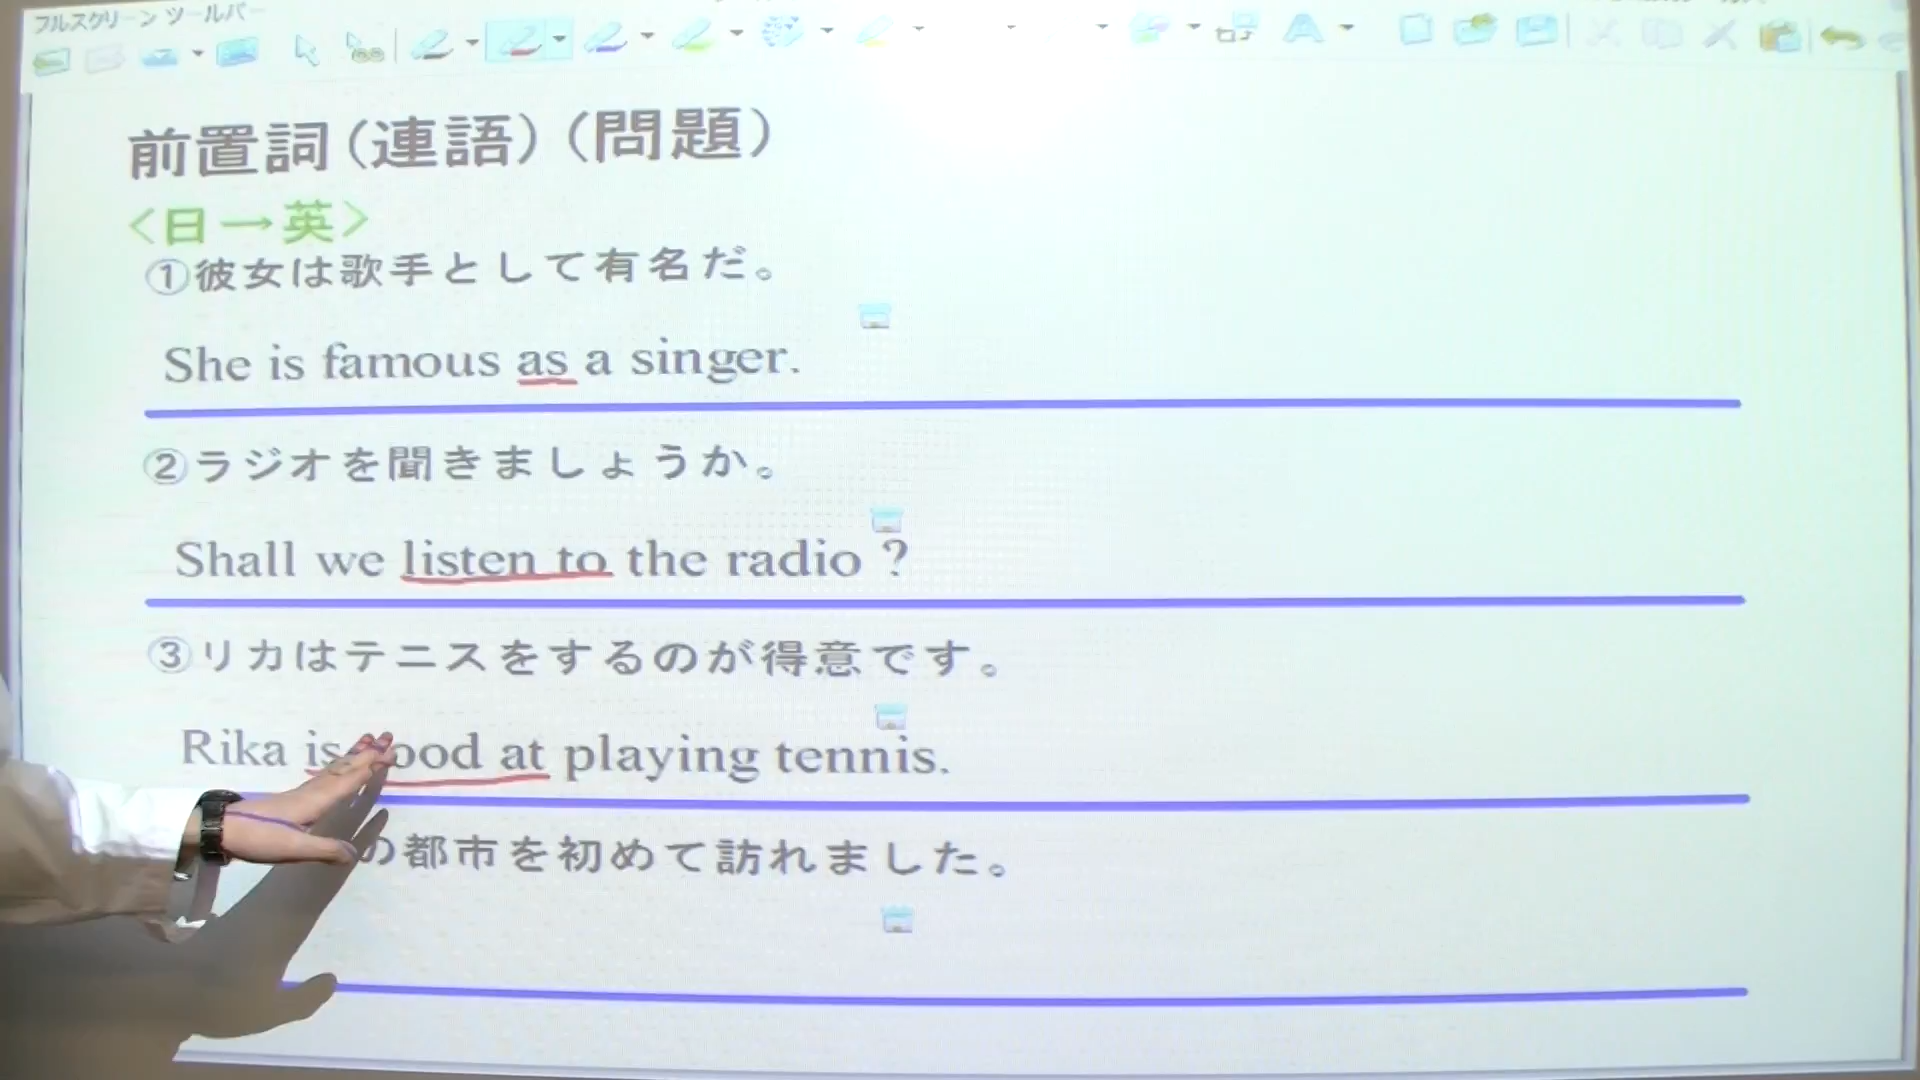 フルスクリーン ツールバー
前置詞(連語)(問題)
<日→英>
①彼女は歌手として有名だ。
She is famous as a singer.
②ラジオを聞きましょうか。
Shall we listen to the radio ?
③リカはテニスをするのが得意です。
Rika is ood at playing tennis.
の都市を初めて訪れました。